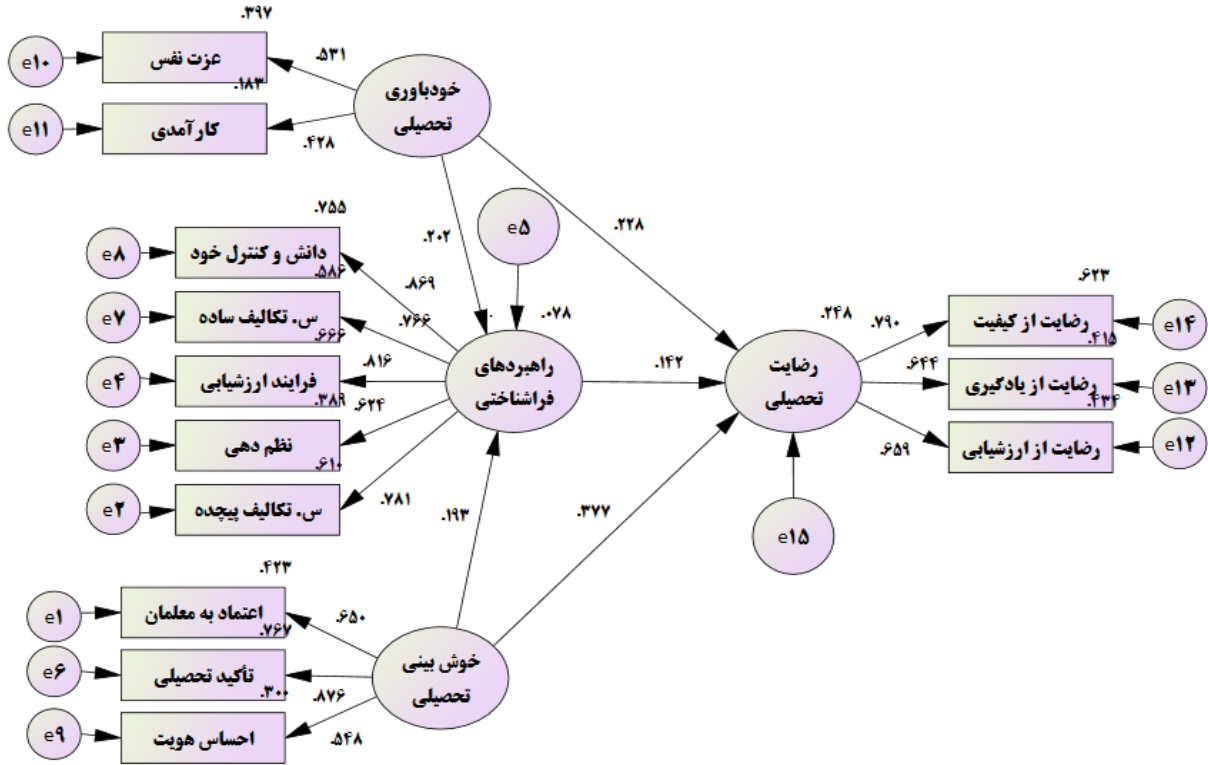 .۳۹۷
e۱۰
عزت نفس
.۵۳۱
.۱۸۳
e۱۱
کارآمدی
.۴۲۸
خودباوری
تحصیلی
.۷۵۵
e۸
دانش و کنترل خود
.۸۶۹
.۵۸۶
e۷
س. تکالیف ساده
.۷۶۶
.۶۶۶
e۴
فرایند ارزشیابی
.۸۱۶
.۳۸۹
e۳
نظم دهی
.۶۲۴
.۶۱۰
e۲
س. تکالیف پیچده
.۷۸۱
.۲۰۲
e۵
.۰۷۸
راهبردهای
فراشناختی
.۲۲۸
.۱۴۲
.۱۹۳
.۳۷۷
.۲۴۸
رضایت
تحصیلی
e۱۵
.۶۲۳
.۷۹۰
رضایت از کیفیت
e۱۴
.۴۱۵
.۶۴۴
رضایت از یادگیری
e۱۳
.۴۳۴
.۶۵۹
رضایت از ارزشیابی
e۱۲
.۴۲۳
e۱
اعتماد به معلمان
.۶۵۰
.۷۶۷
e۶
تأکید تحصیلی
.۸۷۶
.۳۰۰
e۹
احساس هویت
.۵۴۸
خوش بینی
تحصیلی